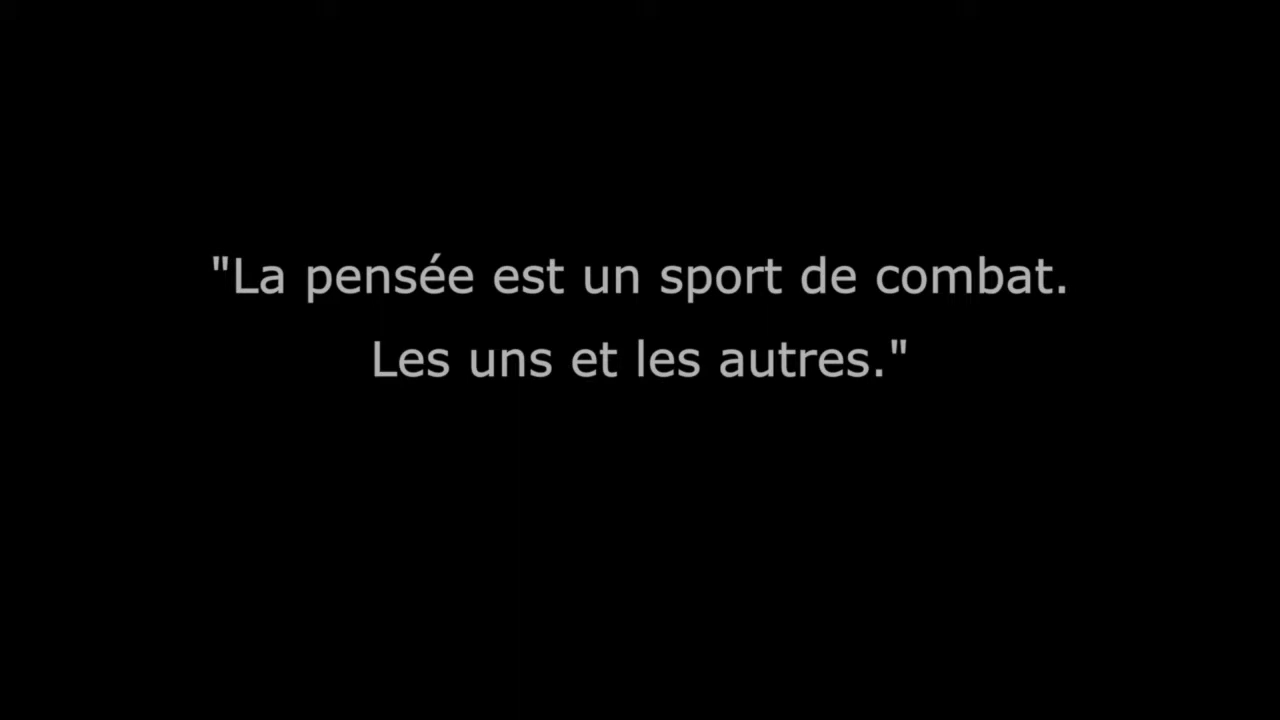 "La pensée est un sport de combat.
Les uns et les autres."